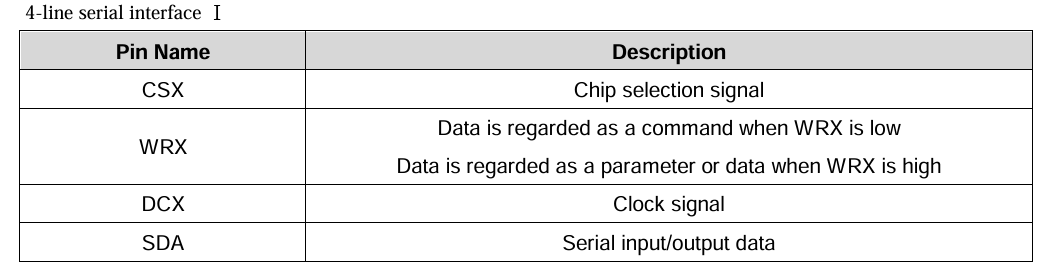 4-line serial interface Ⅰ
Pin Name Description
CSX Chip selection signal
WRX
Data is regarded as a command when WRX is low
Data is regarded as a parameter or data when WRX is high
DCX Clock signal
SDA Serial input/output data